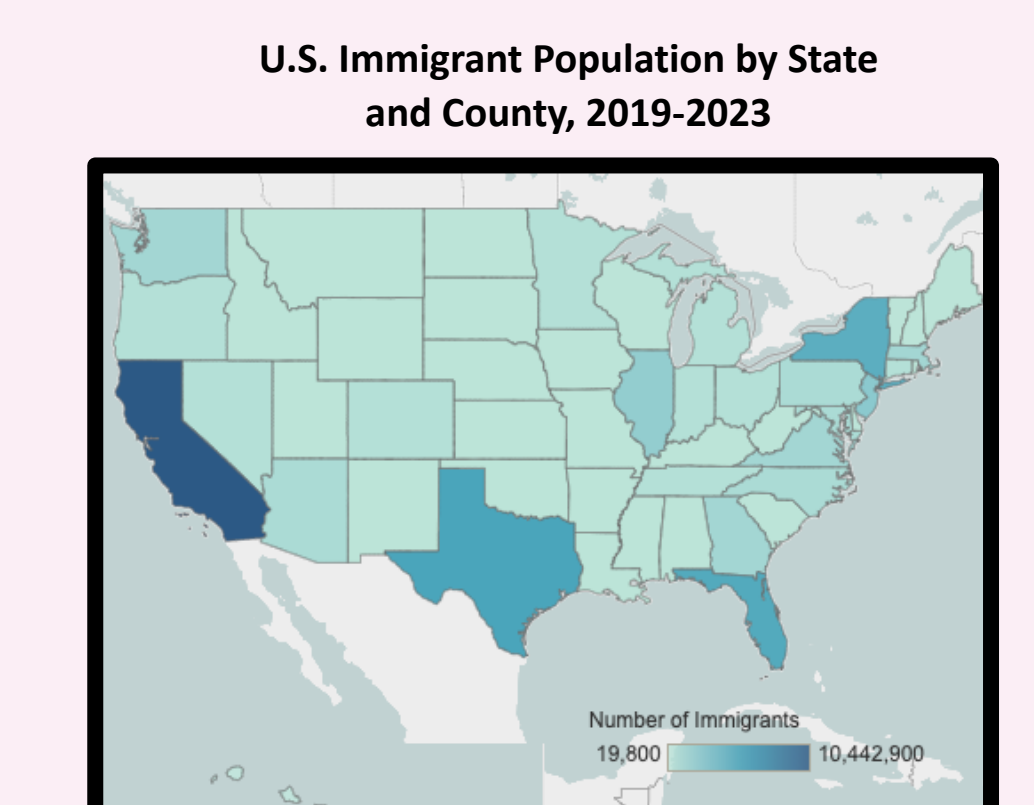 U.S. Immigrant Population by State
and County, 2019-2023
Number of Immigrants
19,800 10,442,900